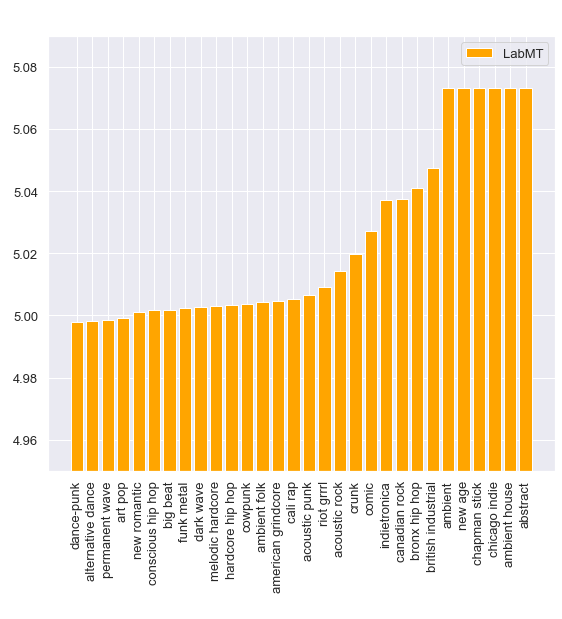 LabMT
5.08
5.06
5.04
5.02
5.00
4.98
4.96
dance-punk
alternative dance
permanent wave
art pop
new romantic
conscious hip hop
big beat
funk metal
dark wave
melodic hardcore
hardcore hip hop
cowpunk
ambient folk
american grindcore
cali rap
acoustic punk
riot grrrl
acoustic rock
crunk
comic
indietronica
canadian rock
bronx hip hop
british industrial
ambient
new age
chapman stick
chicago indie
ambient house
abstract